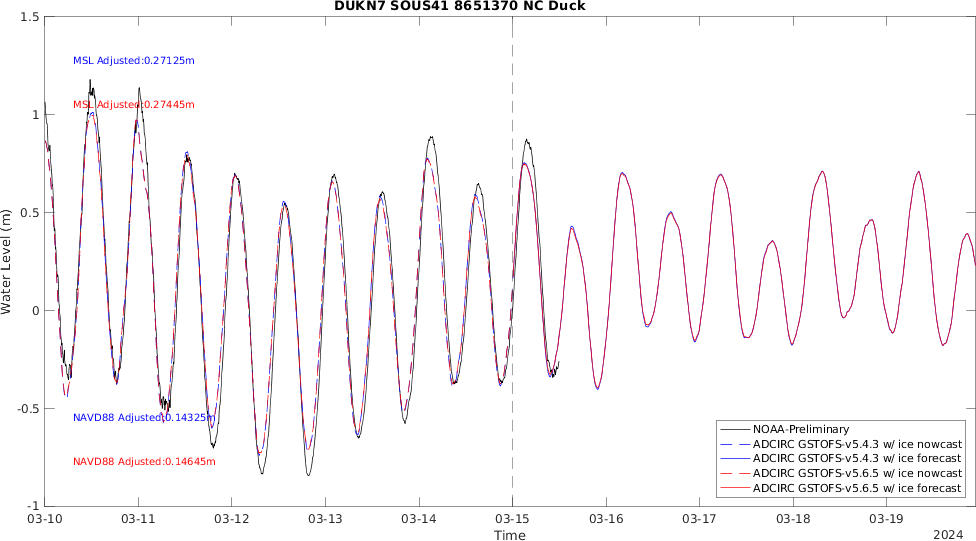 DUKN7 SOUS41 8651370 NC Duck
1.5
MSL Adjusted:0.27125m
1
MSL Adjusted:0.27445m
0.5
Water Level (m)
0
-0.5
NAVD88 Adjusted:0.14325m
NAVD88 Adjusted:0.14645m
NOAA-Preliminary
ADCIRC GSTOFS-v5.4.3 w/ ice nowcast
ADCIRC GSTOFS-v5.4.3 w/ ice forecast
ADCIRC GSTOFS-v5.6.5 w/ ice nowcast
ADCIRC GSTOFS-v5.6.5 w/ ice forecast
-1
03-10 03-11 03-12 03-13 03-14 03-15 03-16 03-17 03-18 03-19
Time
2024